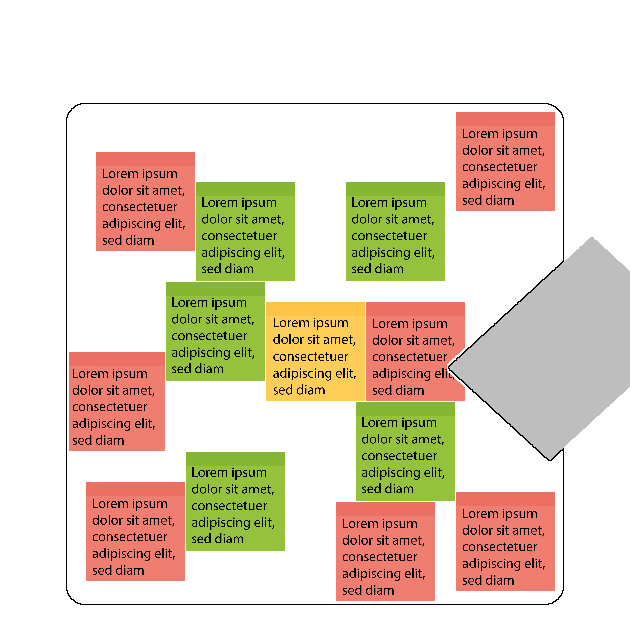 Lorem ipsum
dolor sit amet,
consectetuer
adipiscing elit,
sed diam
Lorem ipsum
dolor sit amet,
consectetuer
adipiscing elit,
sed diam
Lorem ipsum
dolor sit amet,
consectetuer
adipiscing elit,
sed diam
Lorem ipsum
dolor sit amet,
consectetuer
adipiscing elit,
sed diam
Lorem ipsum
dolor sit amet,
consectetuer
adipiscing elit,
sed diam
Lorem ipsum
dolor sit amet,
consectetuer
adipiscing elit,
sed diam
Lorem ipsum
dolor sit amet,
consectetuer
adipiscing
sed diam
Lorem ipsum
dolor sit amet,
consectetuer
adipiscing elit,
sed diam
Lorem ipsum
dolor sit amet,
consectetuer
adipiscing elit,
sed diam
Lorem ipsum
dolor sit amet,
consectetuer
adipiscing elit,
sed diam
Lorem ipsum
dolor sit amet,
consectetuer
adipiscing elit,
sed diam
Lorem ipsum
dolor sit amet,
consectetuer
adipiscing elit,
sed diam
Lorem ipsum
dolor sit amet,
consectetuer
adipiscing elit,
sed diam